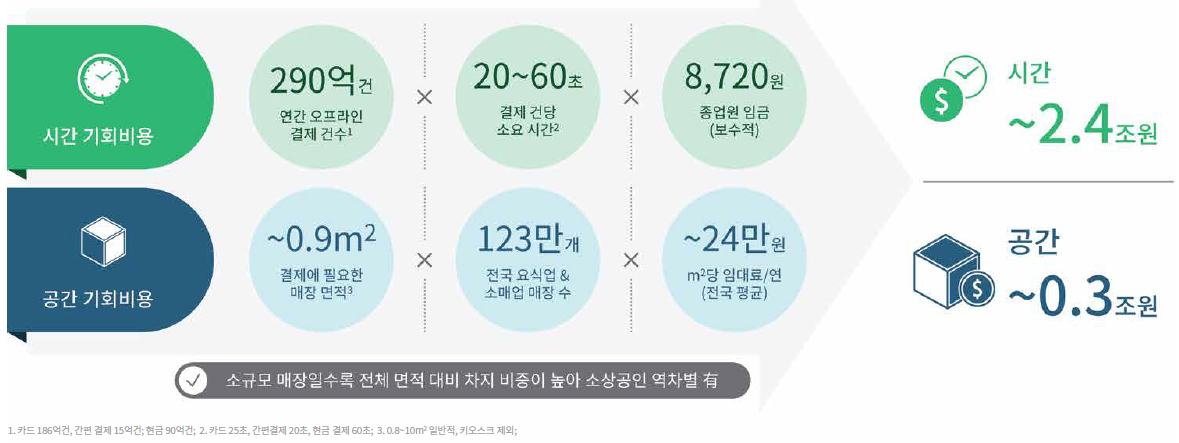 시간 기회비용
290억건
연간 오프라인
결제 건수¹
×
20~60초
결제 건당
소요 시간²
×
8,720원
종업원 임금
(보수적)
$
시간
~2.4조원
공간 기회비용
~0.9m²
결제에 필요한
매장 면적³
×
123만개
전국 요식업 &
소매업 매장 수
×
~24만원
m²당 임대료/연
(전국 평균)
$
공간
~0.3조원
소규모 매장일수록 전체 면적 대비 차지 비중이 높아 소상공인 역차별 有
1. 카드 186억건, 간편 결제 15억건; 현금 90억건; 2. 카드 25초, 간편결제 20초, 현금 결제 60초; 3. 0.8~10m² 일반적, 키오스크 제외;